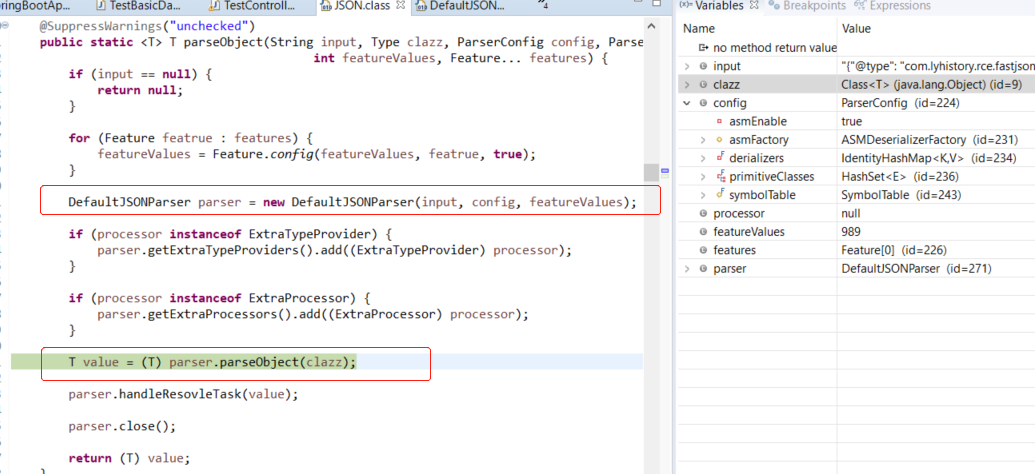 ringBootAp...
TestBasicDa...
TestControll...
JSON.class
DefaultJSON...
4
@SuppressWarnings("unchecked")
public static <T> T parseObject(String input, Type clazz, ParserConfig config, Parse
int featureValues, Feature... features) {
if (input == null) {
return null;
}
for (Feature featrue : features) {
featureValues = Feature.config(featureValues, featrue, true);
}
DefaultJSONParser parser = new DefaultJSONParser(input, config, featureValues);
if (processor instanceof ExtraTypeProvider) {
parser.getExtraTypeProviders().add((ExtraTypeProvider) processor);
}
if (processor instanceof ExtraProcessor) {
parser.getExtraProcessors().add((ExtraProcessor) processor);
}
T value = (T) parser.parseObject(clazz);
parser.handleResovleTask(value);
parser.close();
return (T) value;
(x)= Variables
Breakpoints
Expressions
Name Value
no method return value
input "{"@type": "com.lyhistory.rce.fastjson
clazz Class<T> (java.lang.Object) (id=9)
config ParserConfig (id=224)
asmEnable true
asmFactory ASMDeserializerFactory (id=231)
derializers IdentityHashMap<K,V> (id=234)
primitiveClasses HashSet<E> (id=236)
symbolTable SymbolTable (id=243)
processor null
featureValues 989
features Feature[0] (id=226)
parser DefaultJSONParser (id=271)